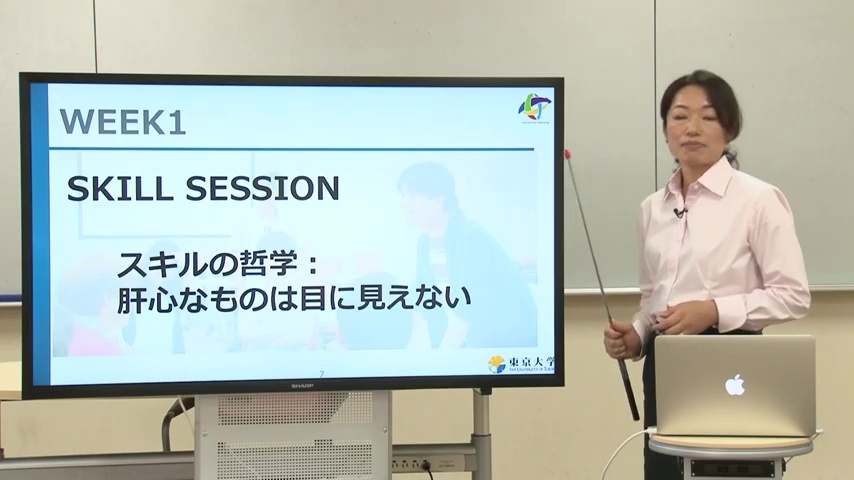 WEEK1
SKILL SESSION
スキルの哲学：
肝心なものは目に見えない
7
東京大学
THE UNIVERSITY OF TOKYO
SHARP